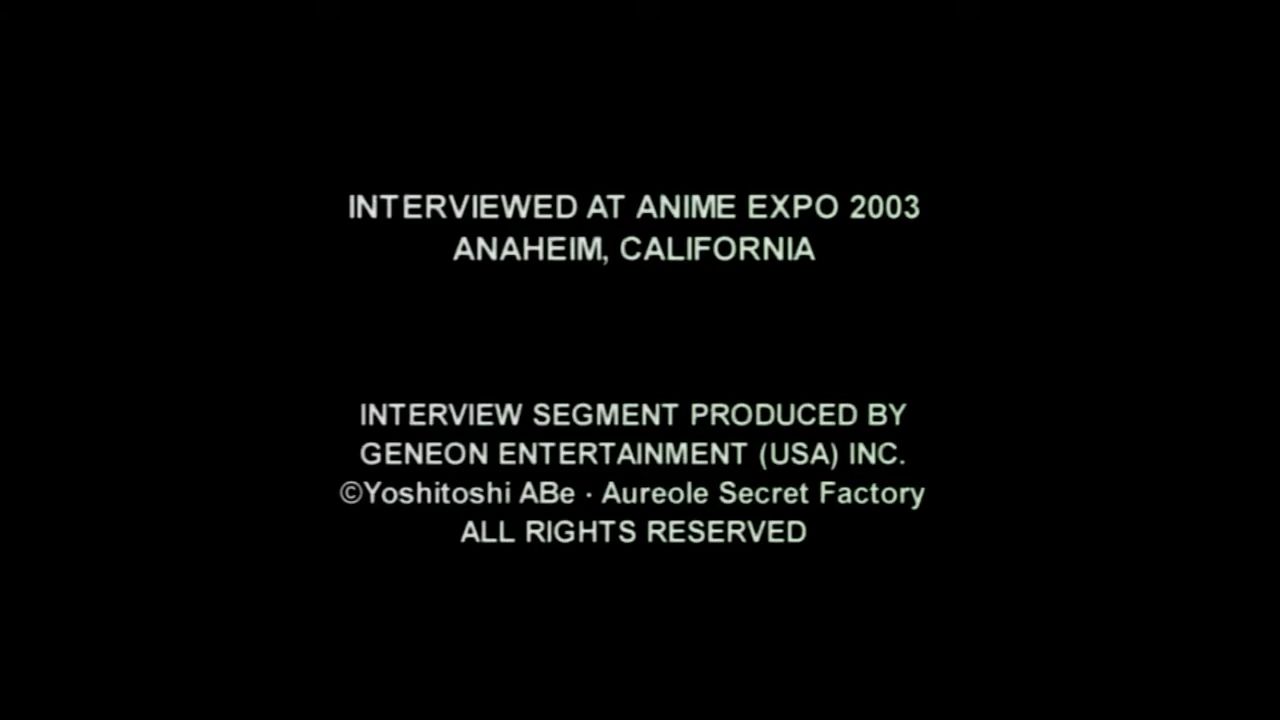 INTERVIEWED AT ANIME EXPO 2003
ANAHEIM, CALIFORNIA
INTERVIEW SEGMENT PRODUCED BY
GENEON ENTERTAINMENT (USA) INC.
©Yoshitoshi ABe · Aureole Secret Factory
ALL RIGHTS RESERVED